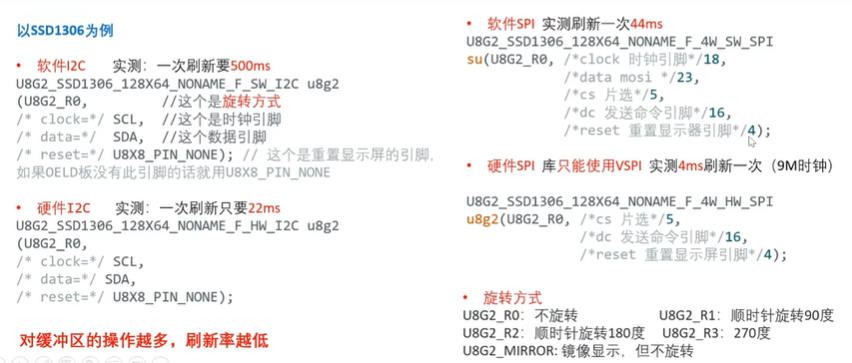 以SSD1306为例
• 软件I2C 实测：一次刷新要500ms
U8G2_SSD1306_128X64_NONAME_F_SW_I2C u8g2
(U8G2_R0, //这个是旋转方式
/* clock=*/ SCL, //这个是时钟引脚
/* data=*/ SDA, //这个数据引脚
/* reset=*/ U8X8_PIN_NONE); // 这个是重置显示屏的引脚,
如果OELD板没有此引脚的话就用U8X8_PIN_NONE
• 硬件I2C 实测：一次刷新只要22ms
U8G2_SSD1306_128X64_NONAME_F_HW_I2C u8g2
(U8G2_R0,
/* clock=*/ SCL,
/* data=*/ SDA,
/* reset=*/ U8X8_PIN_NONE);
对缓冲区的操作越多，刷新率越低
• 软件SPI 实测刷新一次44ms
U8G2_SSD1306_128X64_NONAME_F_4W_SW_SPI
su(U8G2_R0, /*clock 时钟引脚*/18,
/*data mosi */23,
/*cs 片选*/5,
/*dc 发送命令引脚*/16,
/*reset 重置显示器引脚*/4);
• 硬件SPI 库只能使用VSPI 实测4ms刷新一次（9M时钟）
U8G2_SSD1306_128X64_NONAME_F_4W_HW_SPI
u8g2(U8G2_R0, /*cs 片选*/5,
/*dc 发送命令引脚*/16,
/*reset 重置显示屏引脚*/4);
• 旋转方式
U8G2_R0：不旋转 U8G2_R1：顺时针旋转90度
U8G2_R2：顺时针旋转180度 U8G2_R3：270度
U8G2_MIRROR: 镜像显示，但不旋转